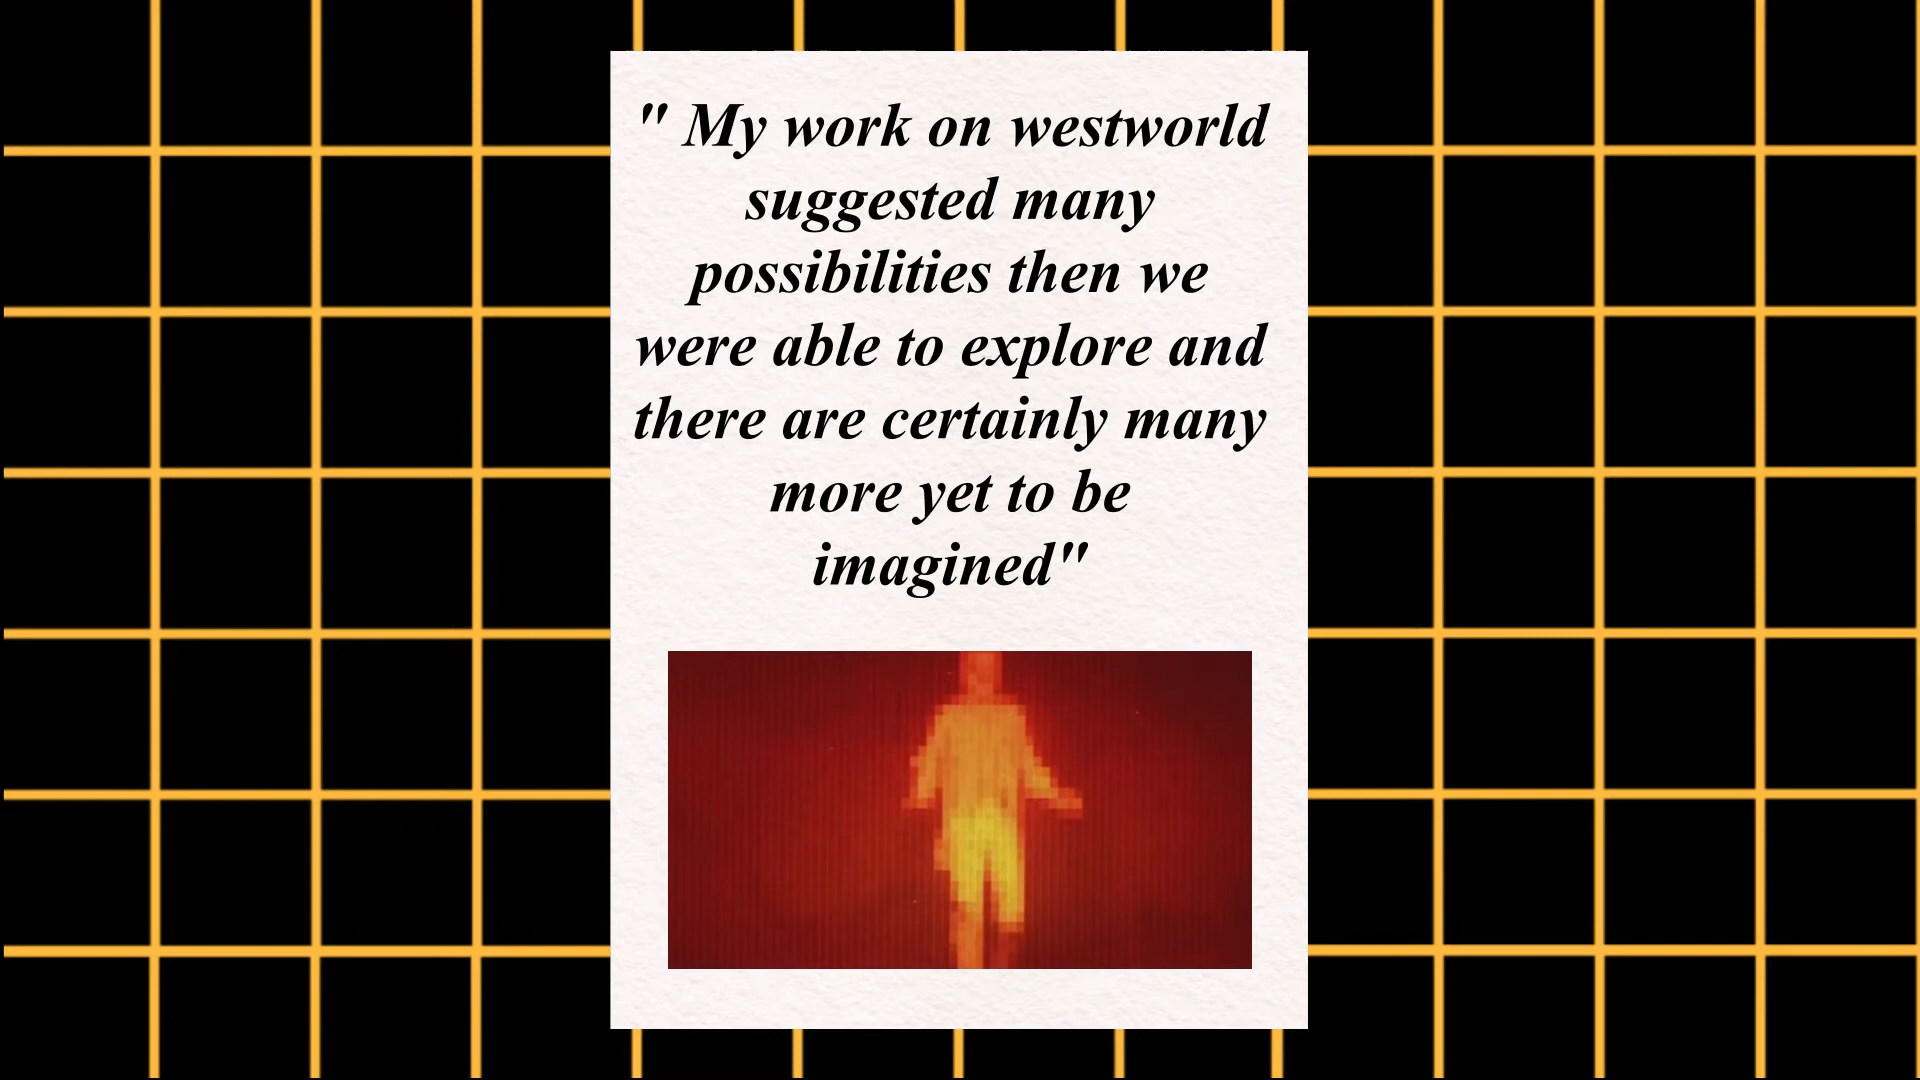 " My work on westworld
suggested many
possibilities then we
were able to explore and
there are certainly many
more yet to be
imagined"